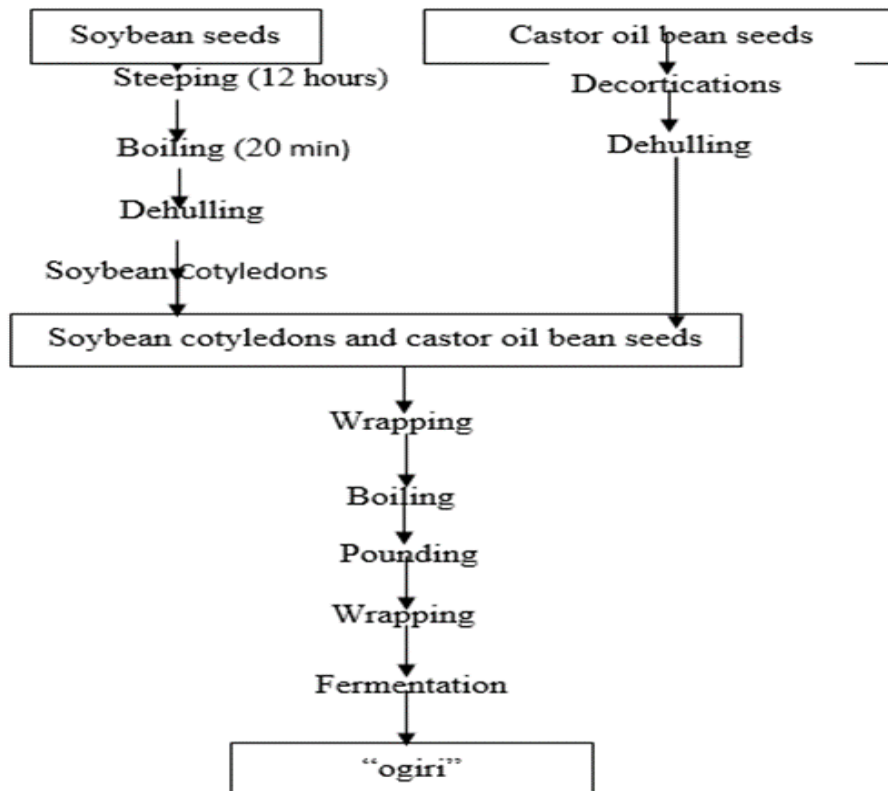 Soybean seeds
Steeping (12 hours)
Boiling (20 min)
Dehulling
Soybean Cotyledons
Castor oil bean seeds
Decortications
Dehulling
Soybean cotyledons and castor oil bean seeds
Wrapping
Boiling
Pounding
Wrapping
Fermentation
“ogiri”